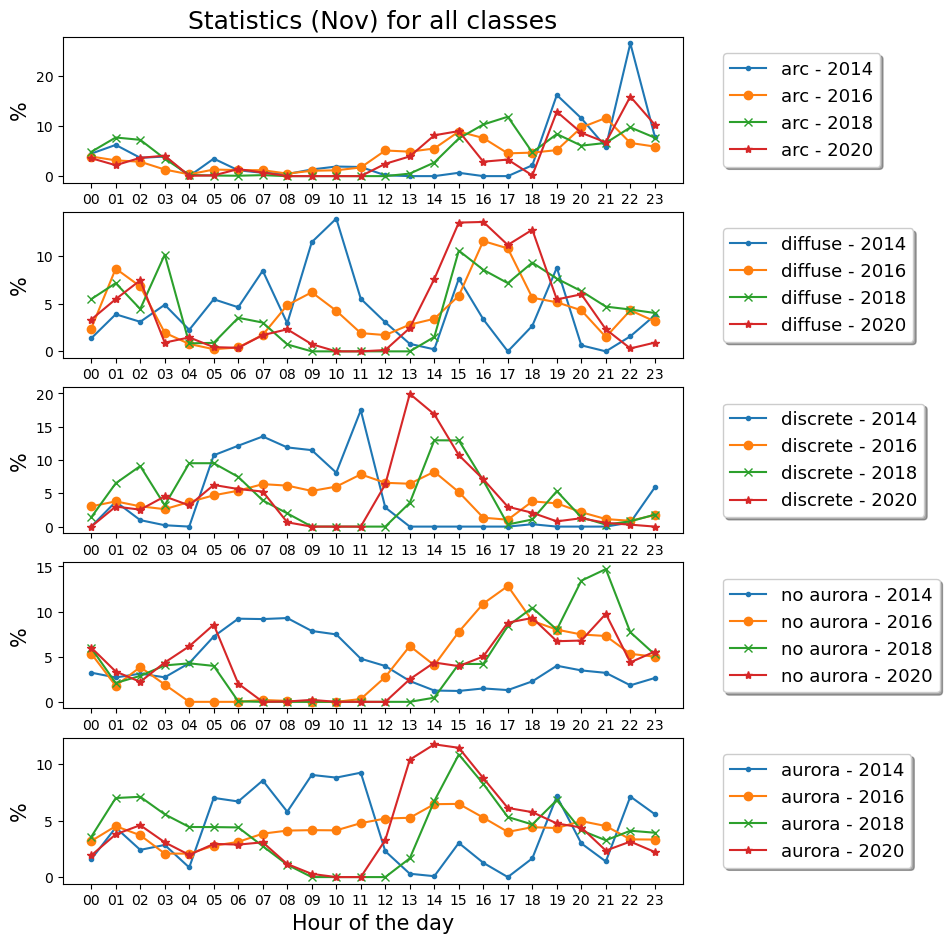 Statistics (Nov) for all classes
%
20
10
0
00 01 02 03 04 05 06 07 08 09 10 11 12 13 14 15 16 17 18 19 20 21 22 23
arc - 2014
arc - 2016
arc - 2018
arc - 2020
%
10
5
0
00 01 02 03 04 05 06 07 08 09 10 11 12 13 14 15 16 17 18 19 20 21 22 23
diffuse - 2014
diffuse - 2016
diffuse - 2018
diffuse - 2020
%
20
15
10
5
0
00 01 02 03 04 05 06 07 08 09 10 11 12 13 14 15 16 17 18 19 20 21 22 23
discrete - 2014
discrete - 2016
discrete - 2018
discrete - 2020
%
15
10
5
0
00 01 02 03 04 05 06 07 08 09 10 11 12 13 14 15 16 17 18 19 20 21 22 23
no aurora - 2014
no aurora - 2016
no aurora - 2018
no aurora - 2020
%
10
5
0
00 01 02 03 04 05 06 07 08 09 10 11 12 13 14 15 16 17 18 19 20 21 22 23
aurora - 2014
aurora - 2016
aurora - 2018
aurora - 2020
Hour of the day